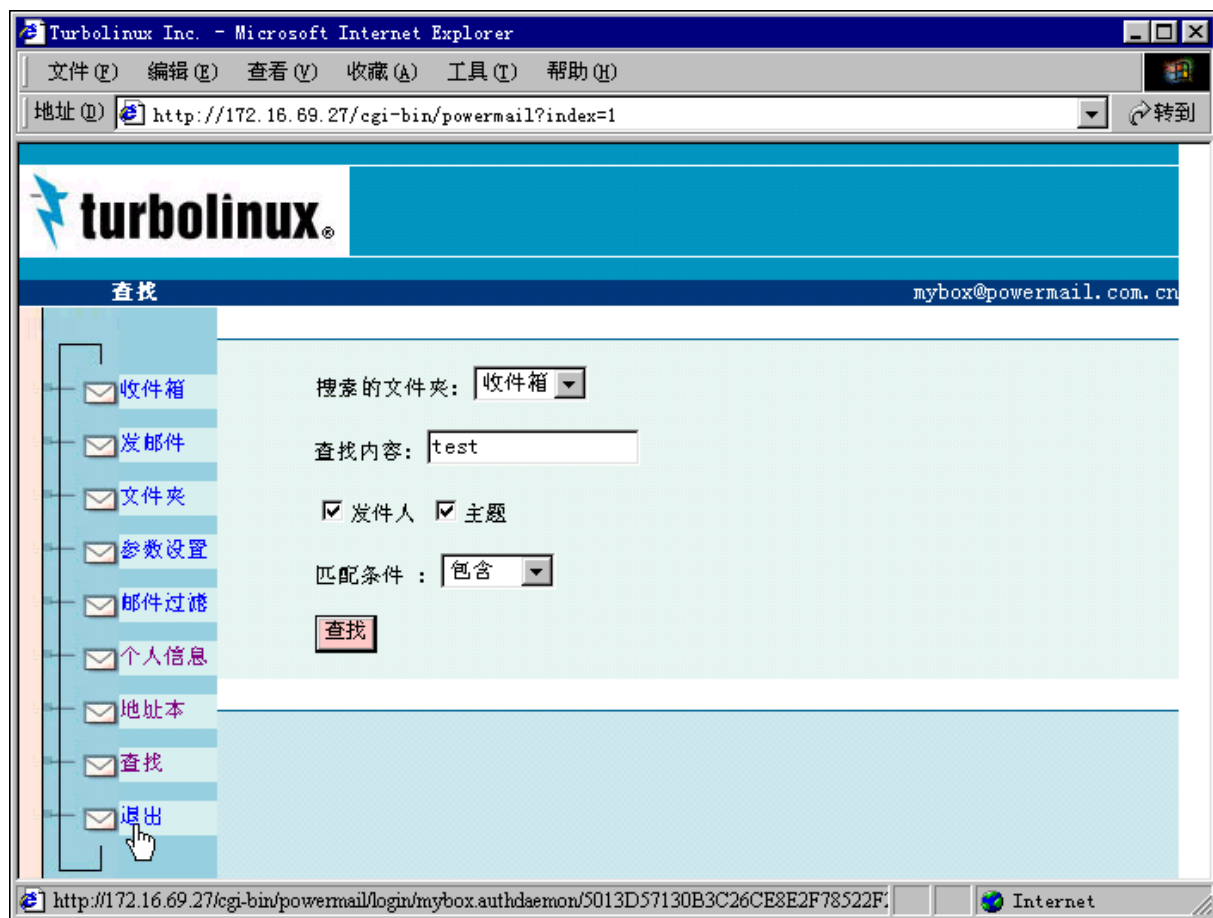 Turbolinux Inc. - Microsoft Internet Explorer
文件(F) 编辑(E) 查看(V) 收藏(A) 工具(T) 帮助(H)
地址(D) http://172.16.69.27/cgi-bin/powermail?index=1 转到
turbolinux®
查找 mybox@powermail.com.cn
搜索的文件夹: 收件箱
收件箱
发邮件
查找内容: test
文件夹
发件人 主题
参数设置
匹配条件 : 包含
邮件过滤
查找
个人信息
地址本
查找
退出
http://172.16.69.27/cgi-bin/powermail/login/mybox.authdaemon/5013D57130B3C26CE8E2F78522F Internet